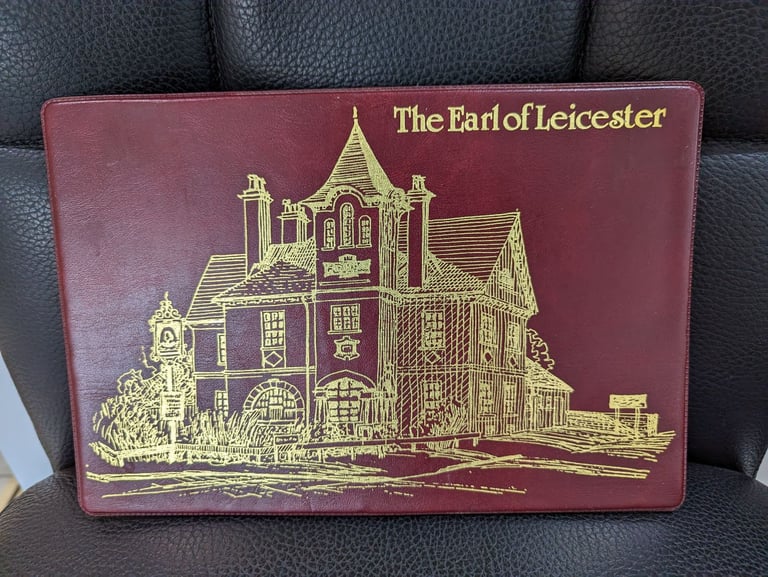 The Earl of Leicester